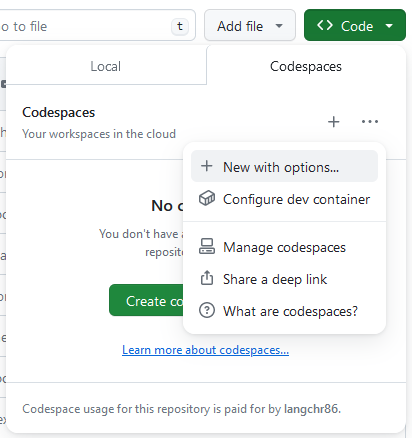 o to file
t
Add file
Code
Local
Codespaces
Codespaces
Your workspaces in the cloud
New with options...
Configure dev container
Manage codespaces
Share a deep link
What are codespaces?
No
You don't have
Create
Learn more about codespaces...
Codespace usage for this repository is paid for by langchr86.